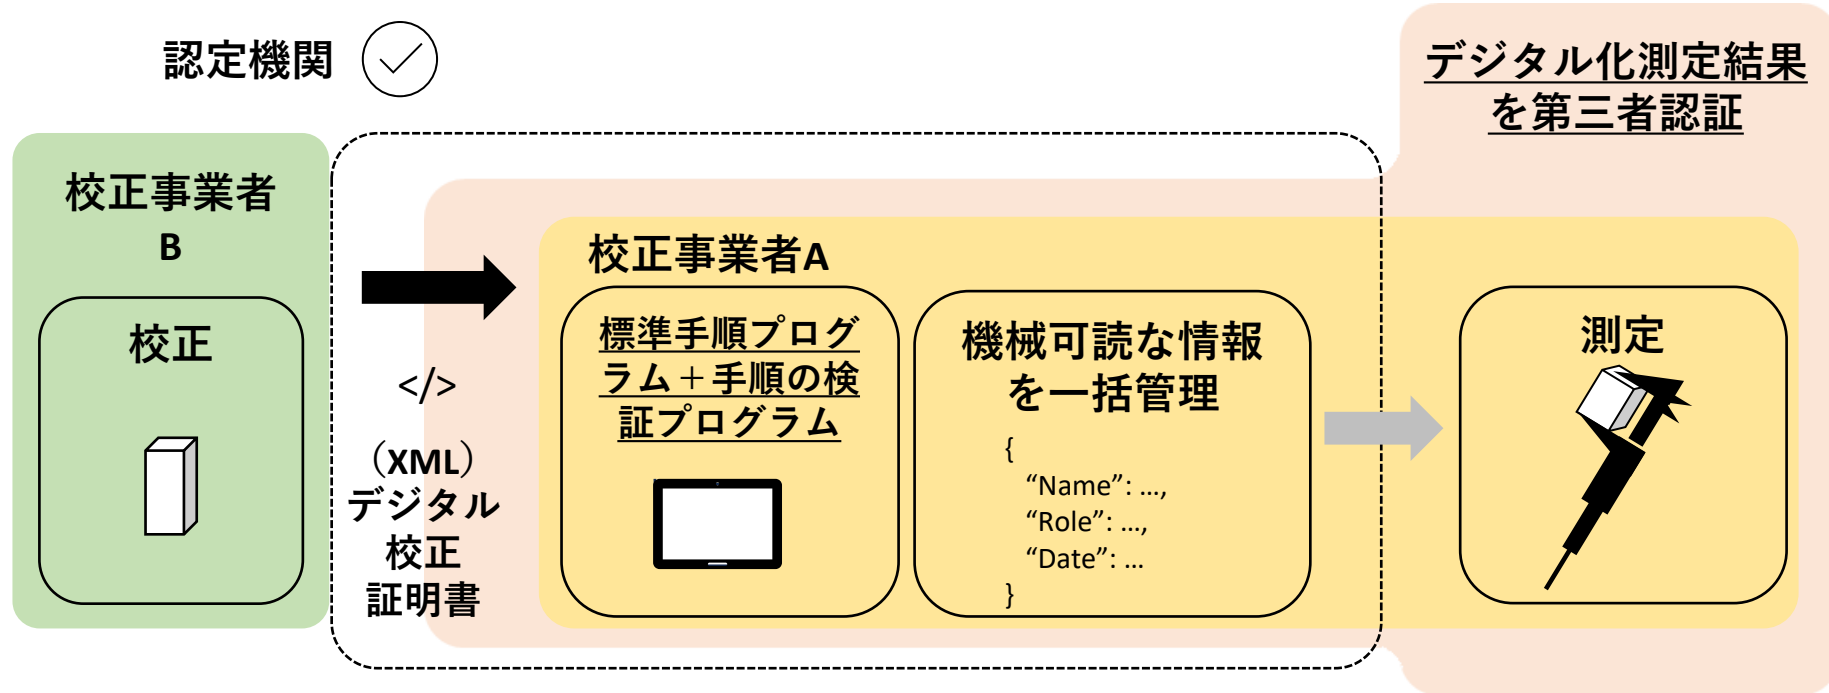 認定機関
デジタル化測定結果
を第三者認証
校正事業者
B
校正
</>
（XML）
デジタル
校正
証明書
校正事業者A
標準手順プログ
ラム＋手順の検
証プログラム
機械可読な情報
を一括管理
{
“Name”: …,
“Role”: …,
“Date”: …
}
測定